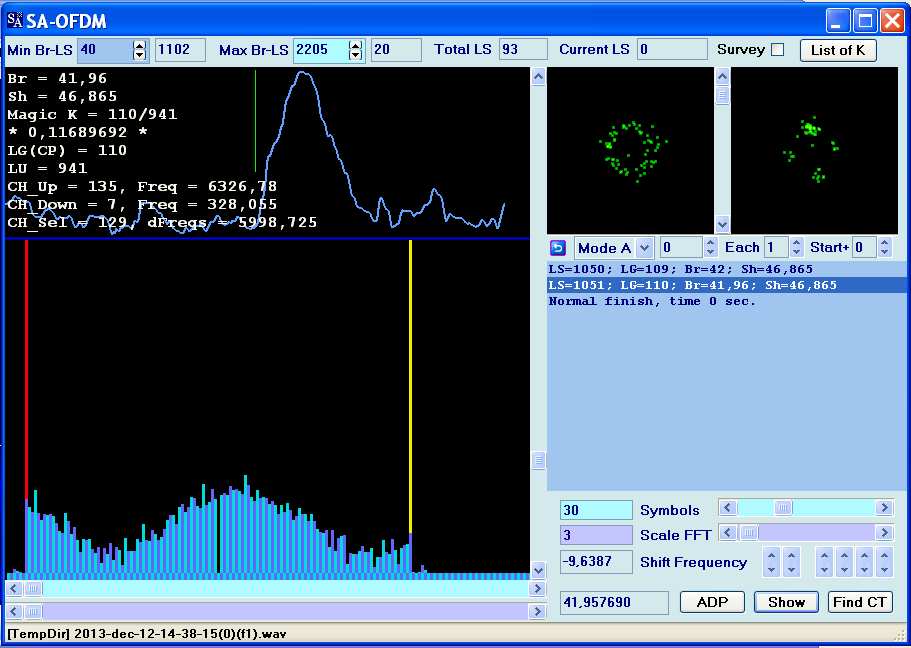 SA-OFDM
Min Br-LS 40 1102 Max Br-LS 2205 20 Total LS 93 Current LS 0 Survey List of K
Br = 41,96
Sh = 46,865
Magic K = 110/941
* 0,11689692 *
LG(CP) = 110
LU = 941
CH_Up = 135, Freq = 6326,78
CH_Down = 7, Freq = 328,055
CH_Sel = 129, dFreqs = 5998,725
Mode A 0 Each 1 Start+ 0
LS=1050; LG=109; Br=42; Sh=46,865
LS=1051; LG=110; Br=41,96; Sh=46,865
Normal finish, time 0 sec.
30 Symbols
3 Scale FFT
-9,6387 Shift Frequency
41,957690 ADP Show Find CT
[TempDir] 2013-dec-12-14-38-15(0)(f1).wav